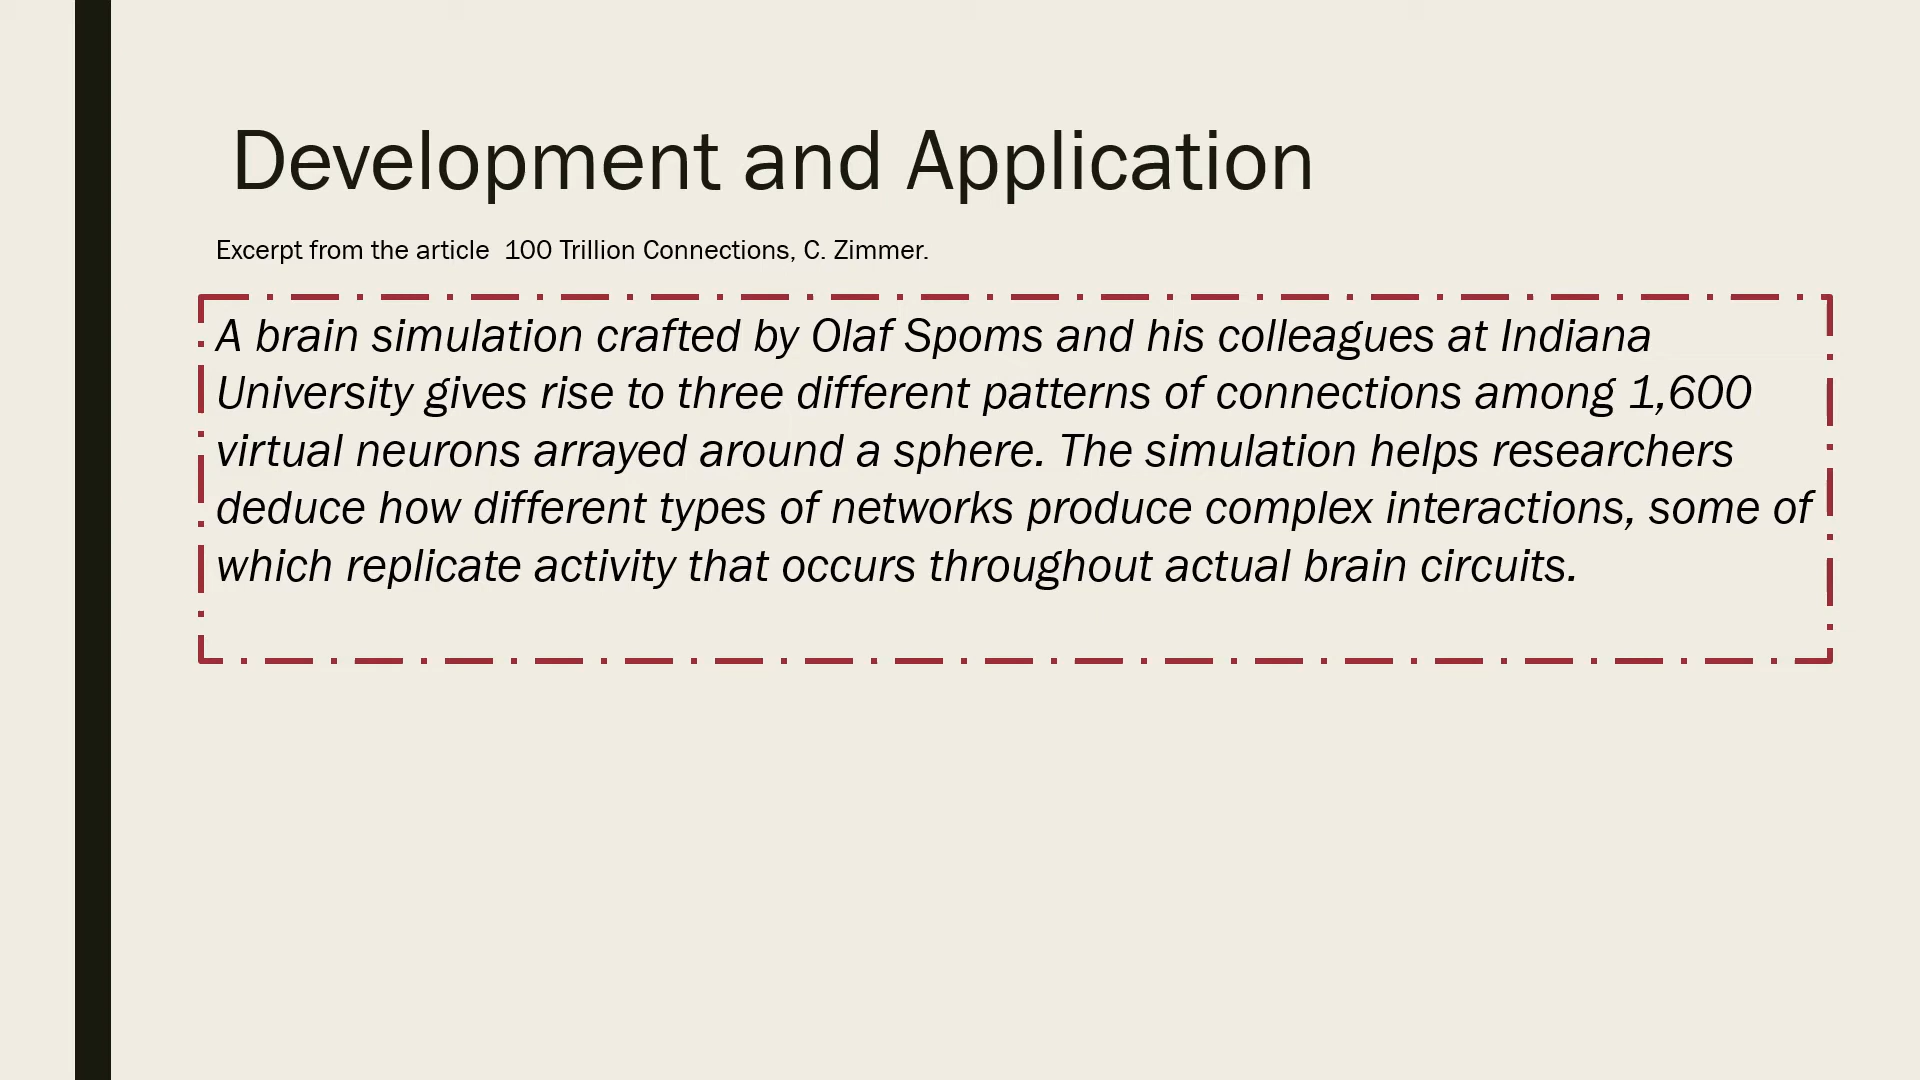 Development and Application
Excerpt from the article  100 Trillion Connections, C. Zimmer.
A brain simulation crafted by Olaf Spoms and his colleagues at Indiana
University gives rise to three different patterns of connections among 1,600
virtual neurons arrayed around a sphere. The simulation helps researchers
deduce how different types of networks produce complex interactions, some of
which replicate activity that occurs throughout actual brain circuits.